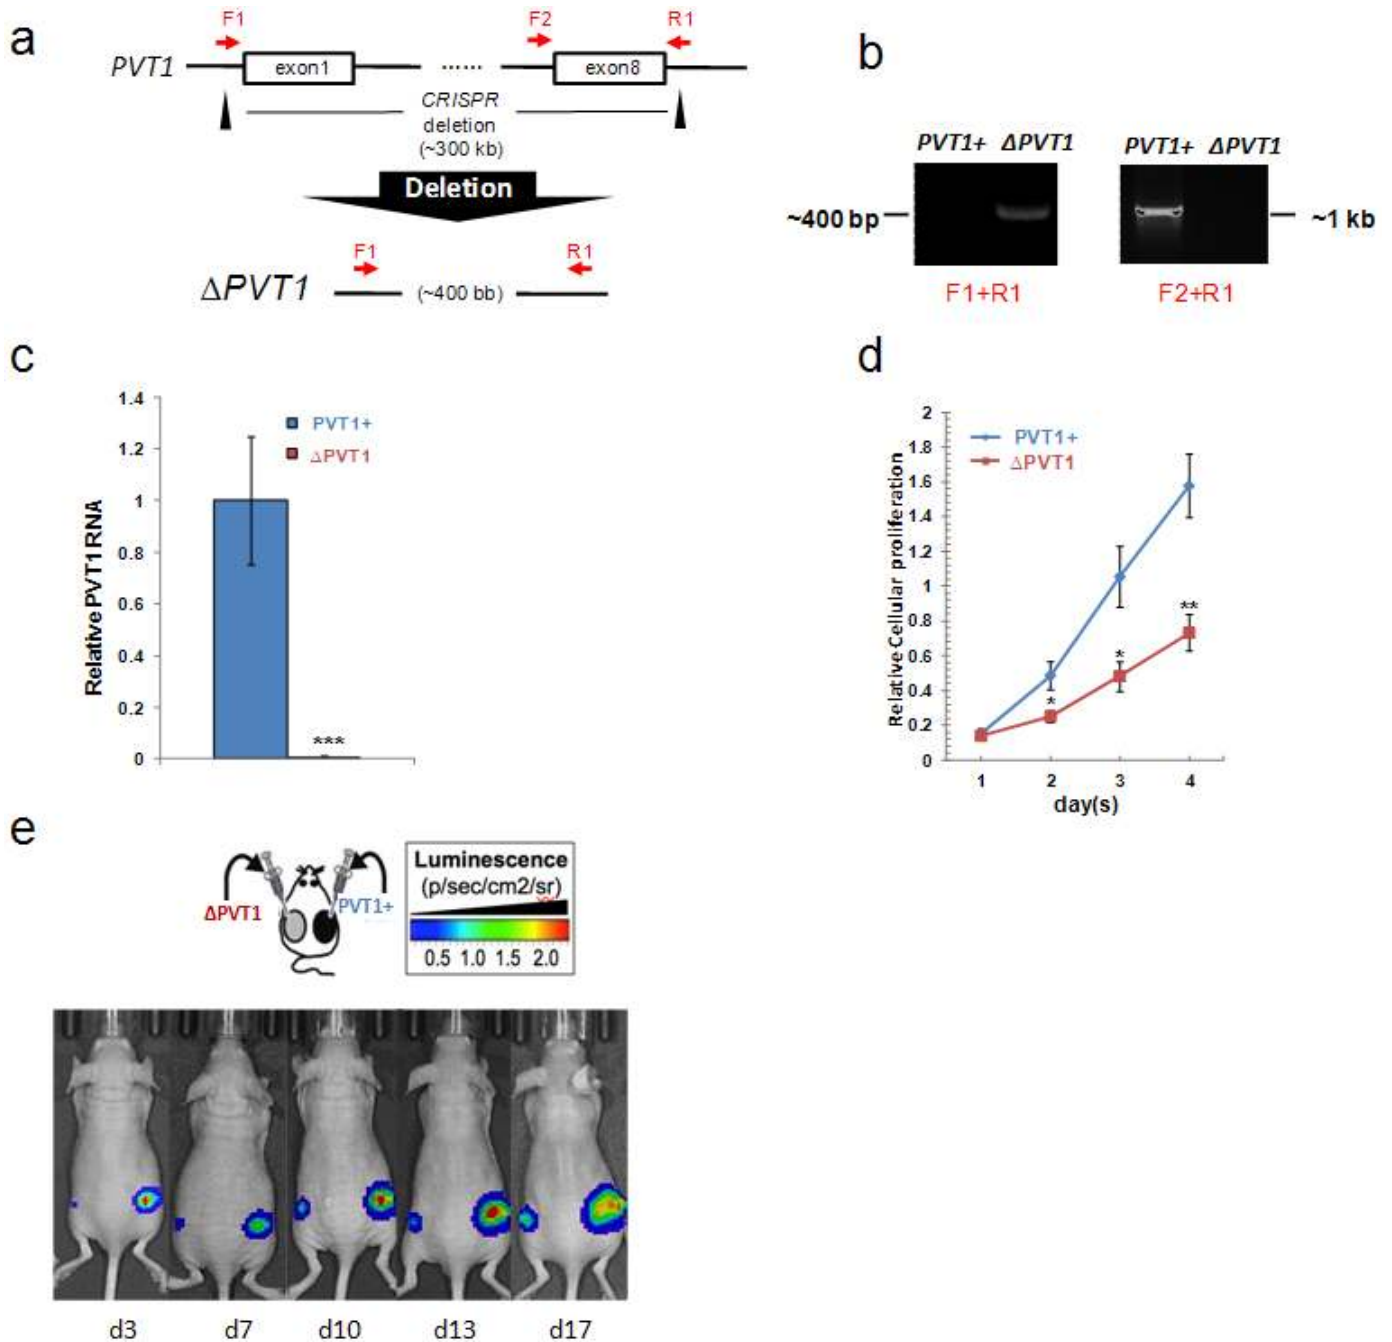 a
F1
F2
R1
PVT1
exon1
......
exon8
CRISPR
deletion
(~300 kb)
Deletion
F1
R1
ΔPVT1
(~400 bb)
b
PVT1+ ΔPVT1
PVT1+ ΔPVT1
~400 bp
~1 kb
F1+R1
F2+R1
c
1.4
1.2
1
0.8
0.6
0.4
0.2
0
Relative PVT1 RNA
PVT1+
ΔPVT1
***
d
2
1.8
1.6
1.4
1.2
1
0.8
0.6
0.4
0.2
0
Relative Cellular proliferation
PVT1+
ΔPVT1
*
*
**
1 2 3 4
day(s)
e
ΔPVT1
PVT1+
Luminescence
(p/sec/cm2/sr)
0.5 1.0 1.5 2.0
d3 d7 d10 d13 d17